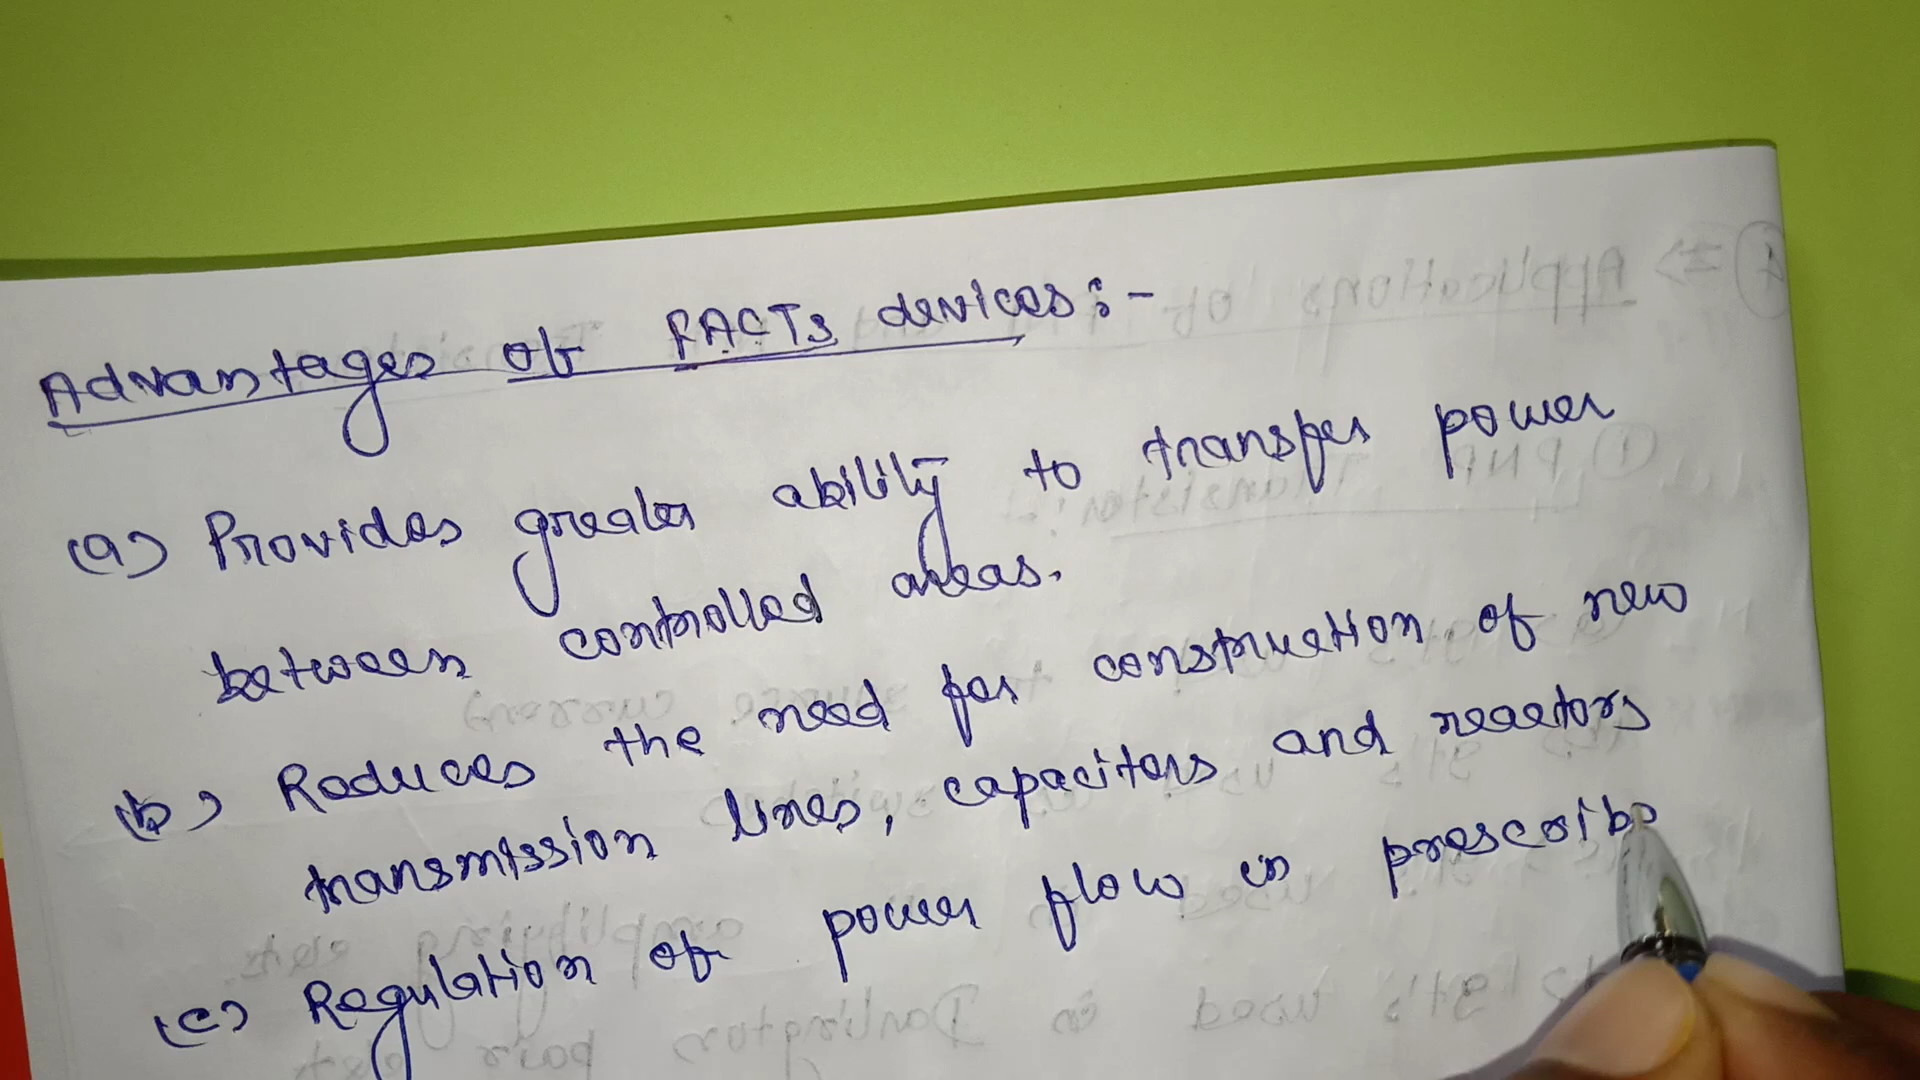 Advantages of FACTs devices:-
(a) Provides greater ability to transfer power
between controlled areas.
(b) Reduces the need for construction of new
transmission lines, capacitors and reactors
(c) Regulation of power flow in prescribe